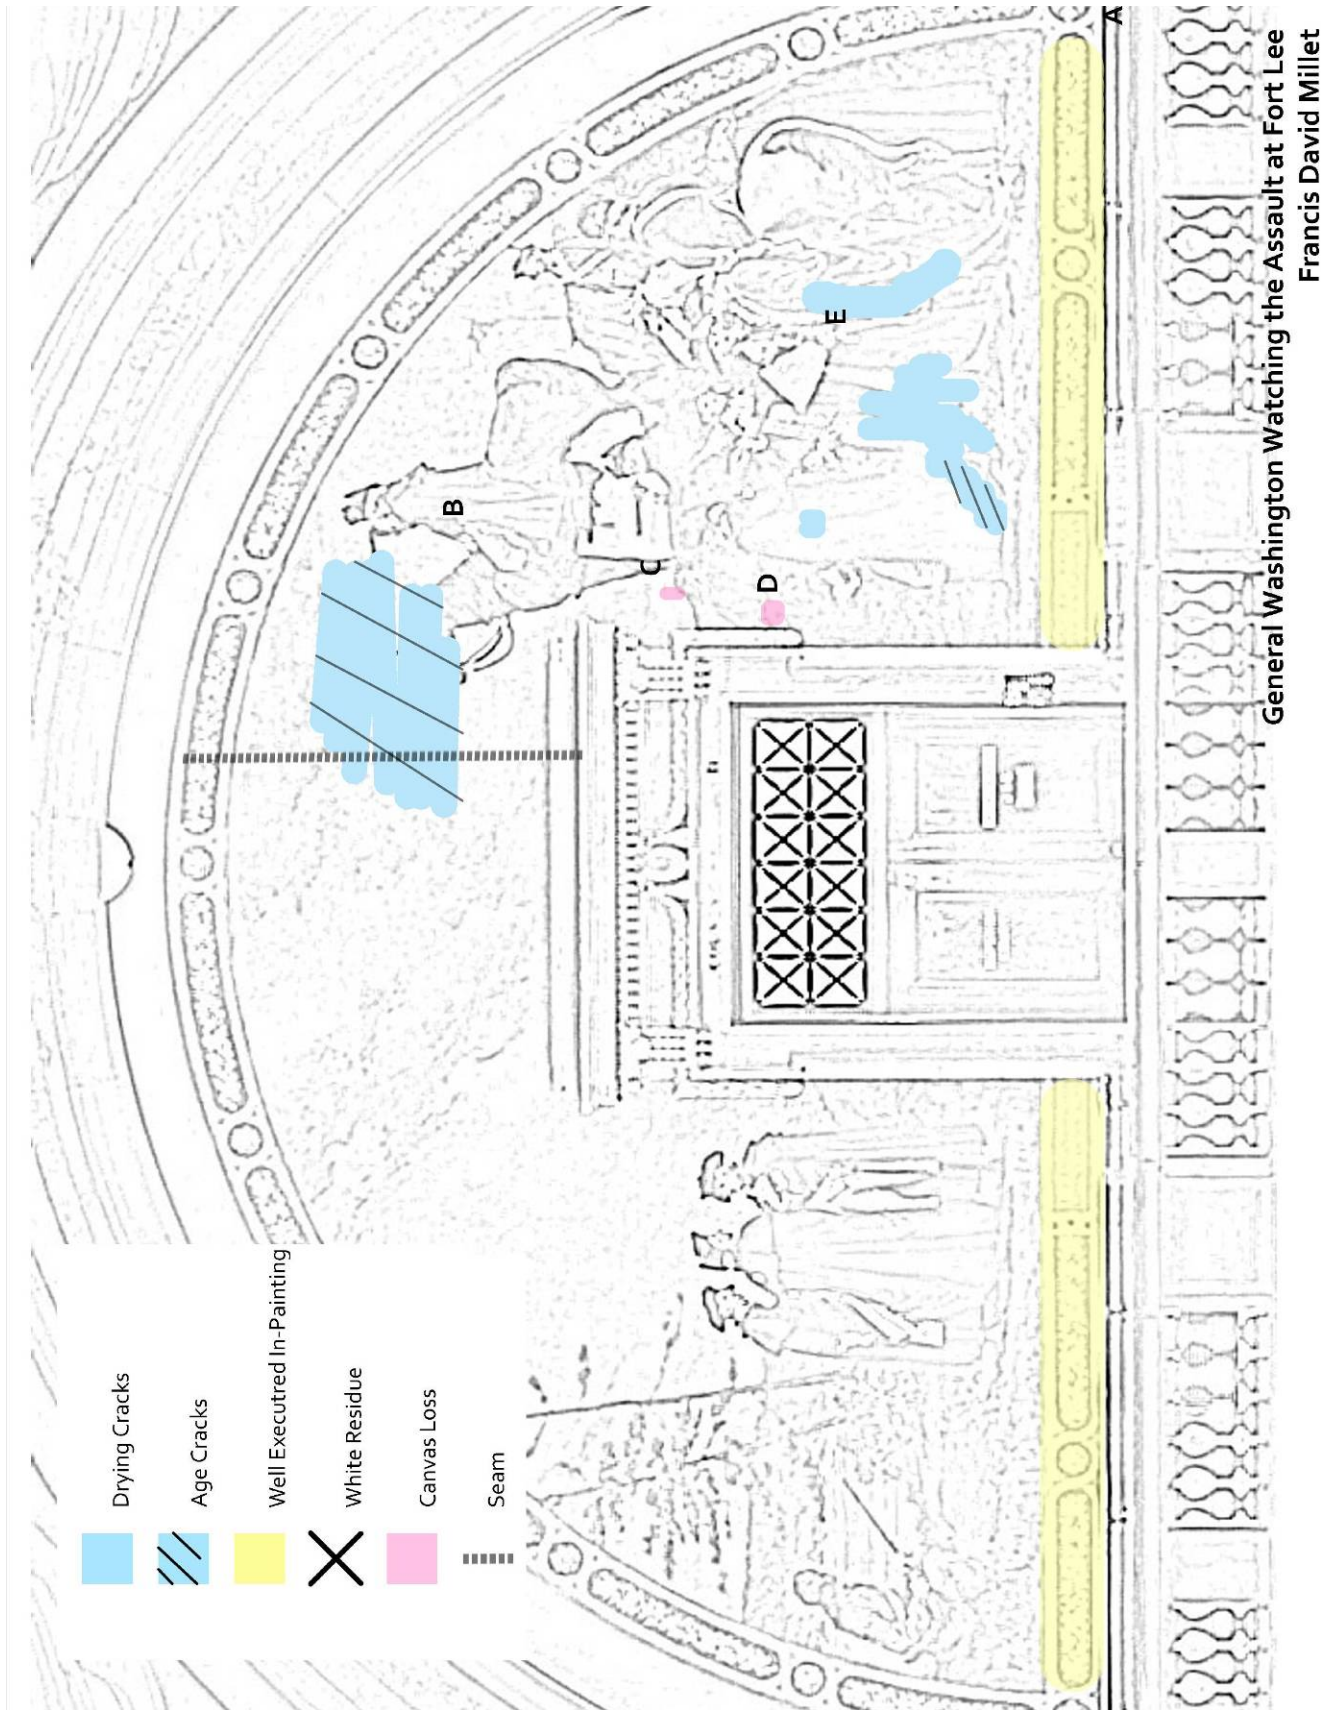 Drying Cracks
Age Cracks
Well Executred In-Painting
White Residue
Canvas Loss
Seam
A
B
C
D
E
General Washington Watching the Assault at Fort Lee
Francis David Millet